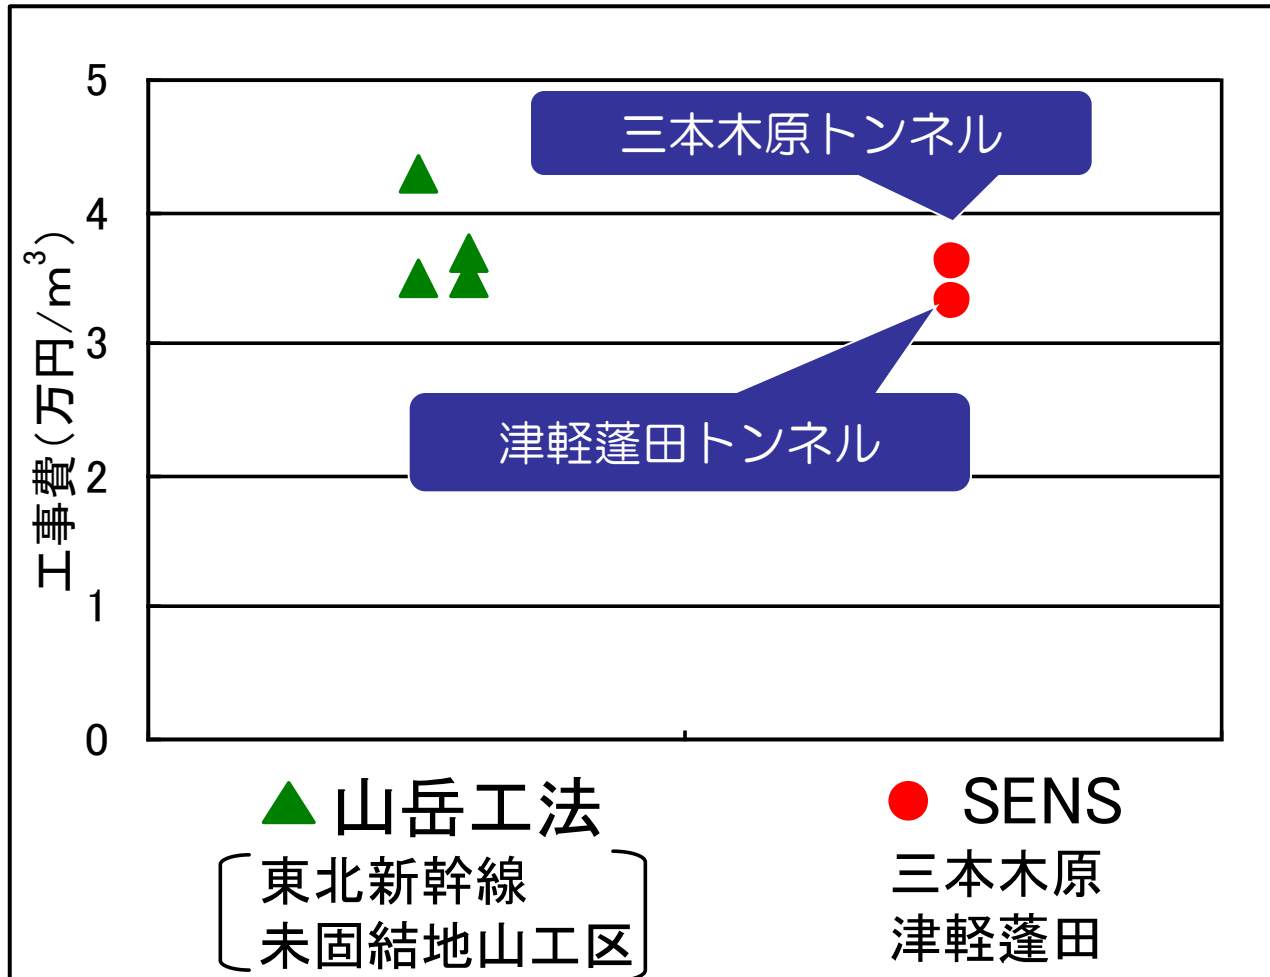 5
三本木原トンネル
4
3
津軽蓬田トンネル
2
1
0
工事費(万円/m³)
▲ 山岳工法
東北新幹線
未固結地山工区
● SENS
三本木原
津軽蓬田